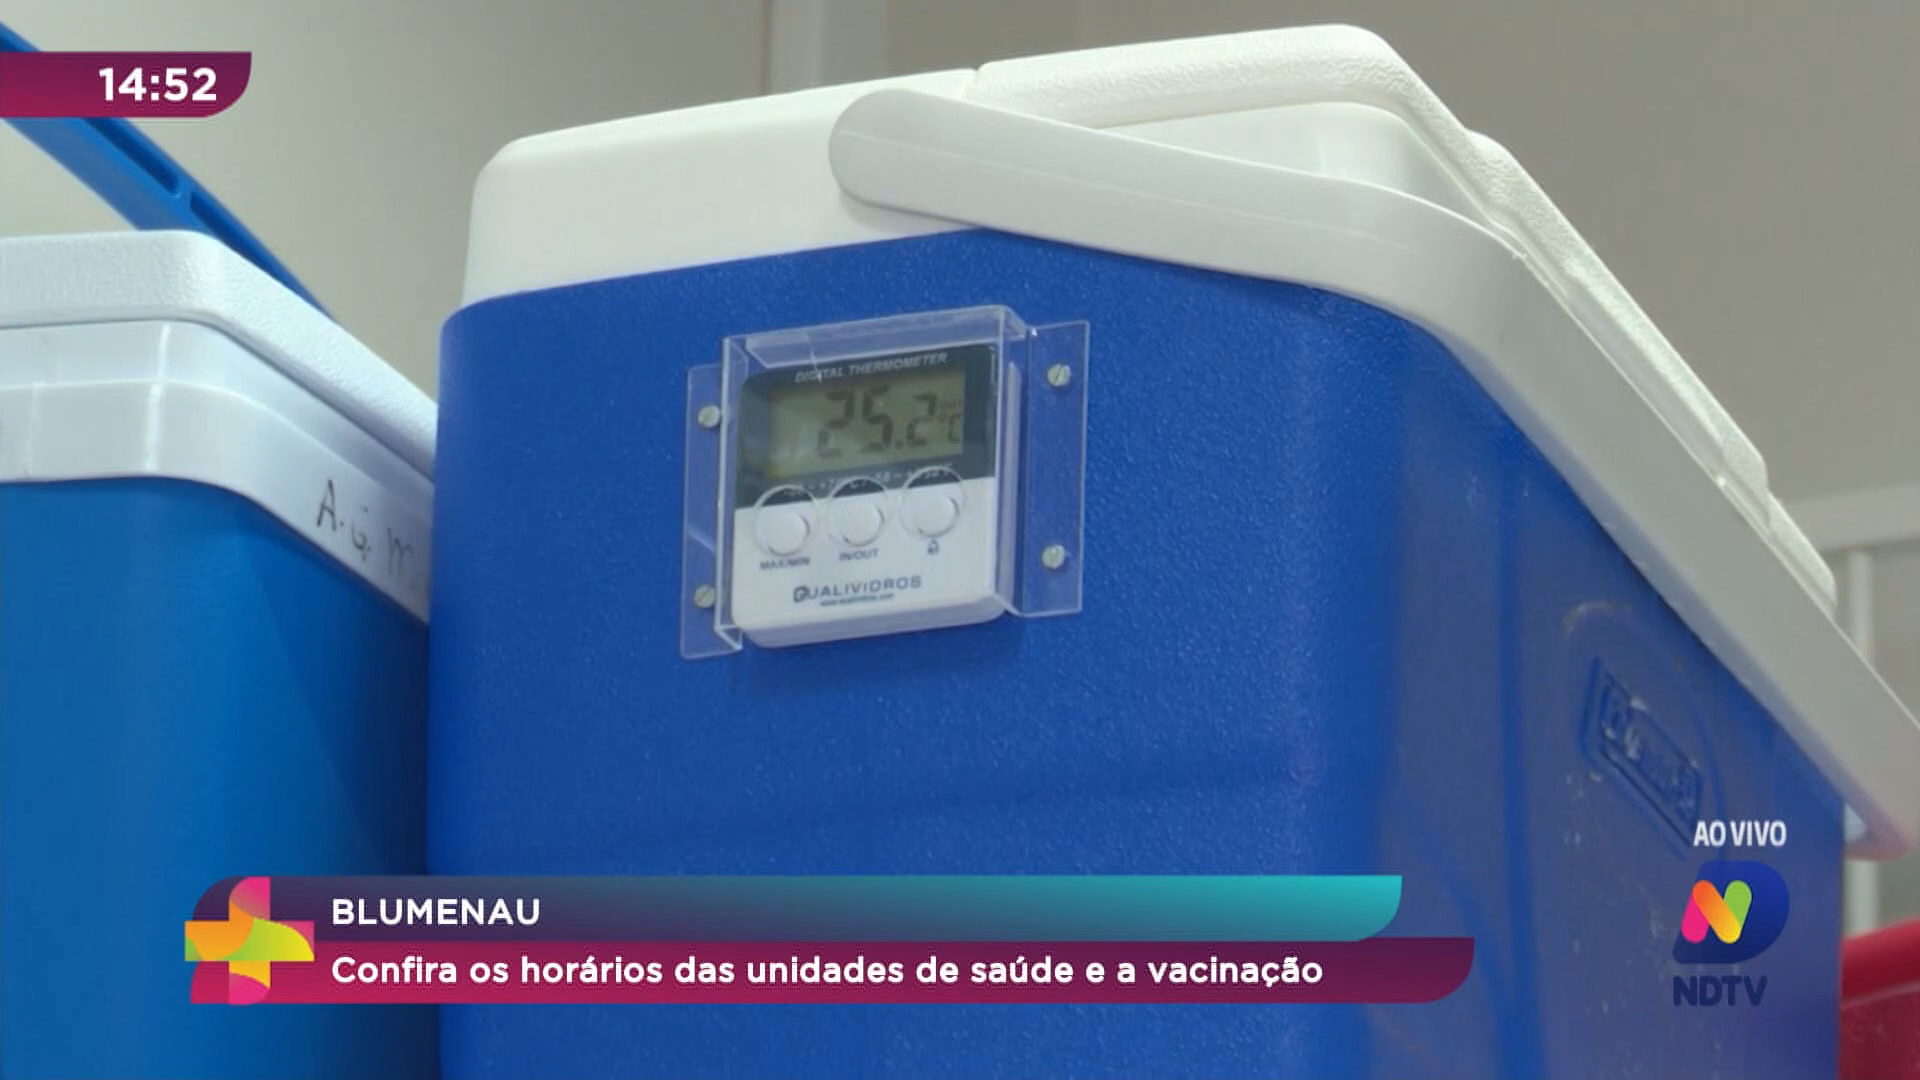 14:52
DIGITAL THERMOMETER
25.2 °C
MAX/MIN
IN/OUT
QUALIVIDROS
A. G. M
AO VIVO
NDTV
BLUMENAU
Confira os horários das unidades de saúde e a vacinação